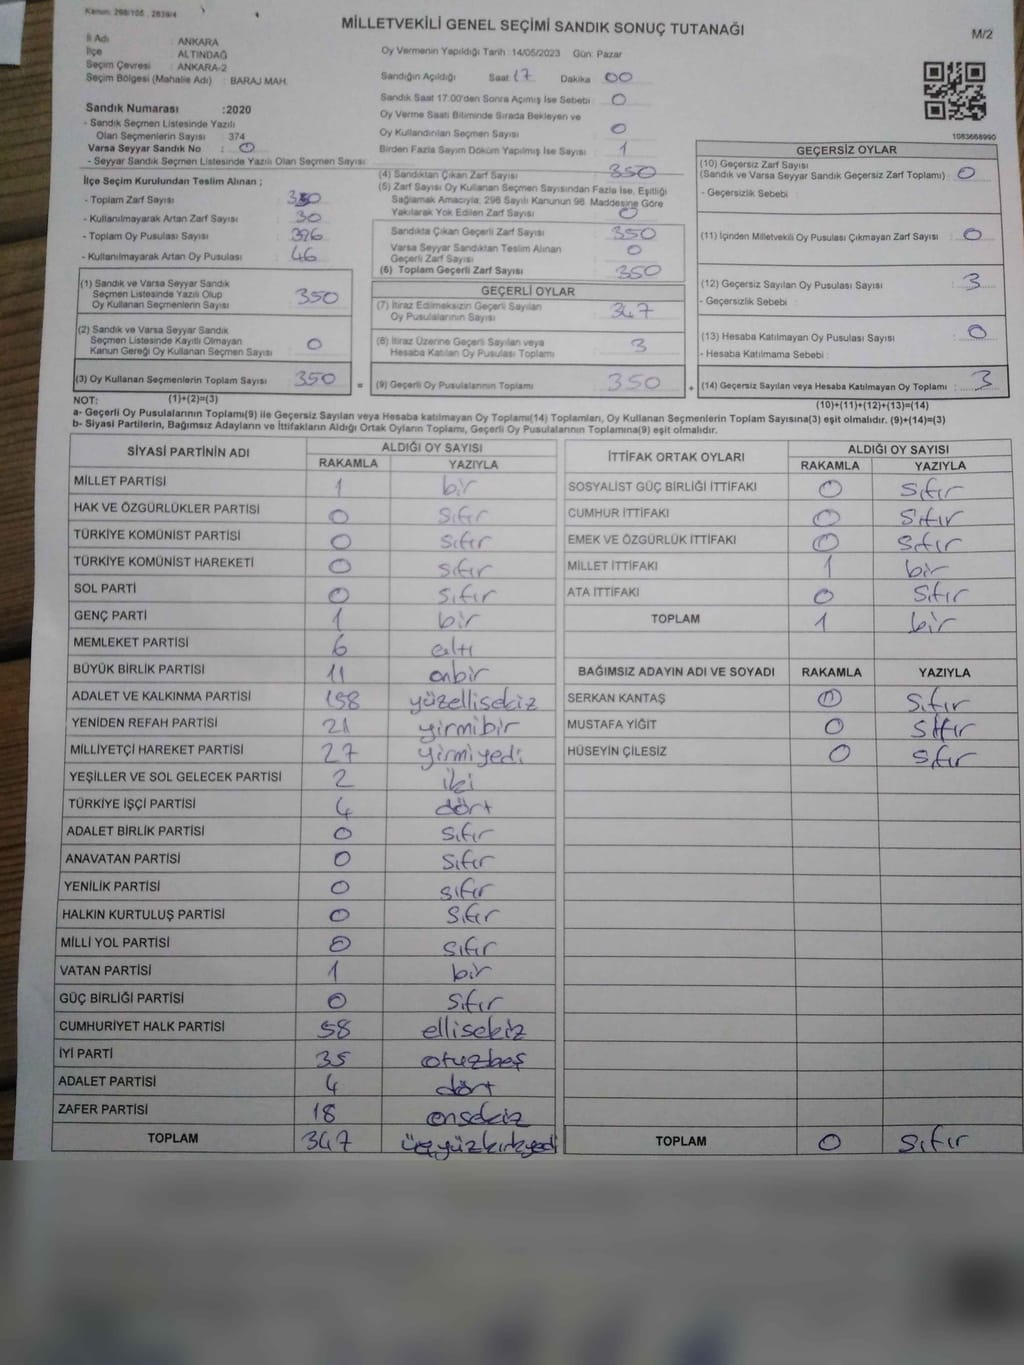 Kanun: 298/105 , 2839/4
MİLLETVEKİLİ GENEL SEÇİMİ SANDIK SONUÇ TUTANAĞI
M/2
İl Adı : ANKARA
İlçe : ALTINDAĞ
Seçim Çevresi : ANKARA-2
Seçim Bölgesi (Mahalle Adı) : BARAJ MAH.
Oy Vermenin Yapıldığı Tarih :14/05/2023 Gün: Pazar
Sandığın Açıldığı Saat : 17 Dakika : 00
Sandık Saat 17:00'den Sonra Açımış İse Sebebi : 0
Oy Verme Saati Bitiminde Sırada Bekleyen ve
Oy Kullandırılan Seçmen Sayısı : 0
Birden Fazla Sayım Döküm Yapılmış İse Sayısı : 1
Sandık Numarası :2020
- Sandık Seçmen Listesinde Yazılı
Olan Seçmenlerin Sayısı 374
Varsa Seyyar Sandık No : 0
- Seyyar Sandık Seçmen Listesinde Yazılı Olan Seçmen Sayısı:
1083668990
İlçe Seçim Kurulundan Teslim Alınan ;
- Toplam Zarf Sayısı :
- Kullanılmayarak Artan Zarf Sayısı : 30
- Toplam Oy Pusulası Sayısı : 396
- Kullanılmayarak Artan Oy Pusulası : 46
(1) Sandık ve Varsa Seyyar Sandık
Seçmen Listesinde Yazılı Olup
Oy Kullanan Seçmenlerin Sayısı : 350
(2) Sandık ve Varsa Seyyar Sandık
Seçmen Listesinde Kayıtlı Olmayan
Kanun Gereği Oy Kullanan Seçmen Sayısı : 0
(3) Oy Kullanan Seçmenlerin Toplam Sayısı : 350 =
(4) Sandıktan Çıkan Zarf Sayısı : 350
(5) Zarf Sayısı Oy Kullanan Seçmen Sayısından Fazla İse, Eşitliği
Sağlamak Amacıyla; 298 Sayılı Kanunun 98. Maddesine Göre
Yakılarak Yok Edilen Zarf Sayısı : 0
Sandıkta Çıkan Geçerli Zarf Sayısı : 350
Varsa Seyyar Sandıktan Teslim Alınan
Geçerli Zarf Sayısı : 0
(6) Toplam Geçerli Zarf Sayısı : 350
GEÇERLİ OYLAR
(7) İtiraz Edilmeksizin Geçerli Sayılan
Oy Pusulalarının Sayısı : 347
(8) İtiraz Üzerine Geçerli Sayılan veya
Hesaba Katılan Oy Pusulası Toplamı : 3
(9) Geçerli Oy Pusulalarının Toplamı : 350 +
GEÇERSİZ OYLAR
(10) Geçersiz Zarf Sayısı
(Sandık ve Varsa Seyyar Sandık Geçersiz Zarf Toplamı) : 0
- Geçersizlik Sebebi :
(11) İçinden Milletvekili Oy Pusulası Çıkmayan Zarf Sayısı : 0
(12) Geçersiz Sayılan Oy Pusulası Sayısı : 3
- Geçersizlik Sebebi :
(13) Hesaba Katılmayan Oy Pusulası Sayısı : 0
- Hesaba Katılmama Sebebi :
(14) Geçersiz Sayılan veya Hesaba Katılmayan Oy Toplamı : 3
NOT: (1)+(2)=(3) (10)+(11)+(12)+(13)=(14)
a- Geçerli Oy Pusulalarının Toplamı(9) ile Geçersiz Sayılan veya Hesaba katılmayan Oy Toplamı(14) Toplamları, Oy Kullanan Seçmenlerin Toplam Sayısına(3) eşit olmalıdır. (9)+(14)=(3)
b- Siyasi Partilerin, Bağımsız Adayların ve İttifakların Aldığı Ortak Oyların Toplamı, Geçerli Oy Pusulalarının Toplamına(9) eşit olmalıdır.
SİYASİ PARTİNİN ADI ALDIĞI OY SAYISI
RAKAMLA YAZIYLA
MİLLET PARTİSİ 1 bir
HAK VE ÖZGÜRLÜKLER PARTİSİ 0 sıfır
TÜRKİYE KOMÜNİST PARTİSİ 0 sıfır
TÜRKİYE KOMÜNİST HAREKETİ 0 sıfır
SOL PARTİ 0 sıfır
GENÇ PARTİ 1 bir
MEMLEKET PARTİSİ 6 altı
BÜYÜK BİRLİK PARTİSİ 11 onbir
ADALET VE KALKINMA PARTİSİ 158 yüzellisekiz
YENİDEN REFAH PARTİSİ 21 yirmibir
MİLLİYETÇİ HAREKET PARTİSİ 27 yirmiyedi
YEŞİLLER VE SOL GELECEK PARTİSİ 2 iki
TÜRKİYE İŞÇİ PARTİSİ 4 dört
ADALET BİRLİK PARTİSİ 0 sıfır
ANAVATAN PARTİSİ 0 sıfır
YENİLİK PARTİSİ 0 sıfır
HALKIN KURTULUŞ PARTİSİ 0 sıfır
MİLLİ YOL PARTİSİ 0 sıfır
VATAN PARTİSİ 1 bir
GÜÇ BİRLİĞİ PARTİSİ 0 sıfır
CUMHURİYET HALK PARTİSİ 58 ellisekiz
İYİ PARTİ 35 otuzbeş
ADALET PARTİSİ 4 dört
ZAFER PARTİSİ 18 onsekiz
TOPLAM 347 üçyüzkırkyedi
İTTİFAK ORTAK OYLARI ALDIĞI OY SAYISI
RAKAMLA YAZIYLA
SOSYALİST GÜÇ BİRLİĞİ İTTİFAKI 0 sıfır
CUMHUR İTTİFAKI 0 sıfır
EMEK VE ÖZGÜRLÜK İTTİFAKI 0 sıfır
MİLLET İTTİFAKI 1 bir
ATA İTTİFAKI 0 sıfır
TOPLAM 1 bir
BAĞIMSIZ ADAYIN ADI VE SOYADI RAKAMLA YAZIYLA
SERKAN KANTAŞ 0 sıfır
MUSTAFA YİĞİT 0 sıfır
HÜSEYİN ÇİLESİZ 0 sıfır
TOPLAM 0 sıfır